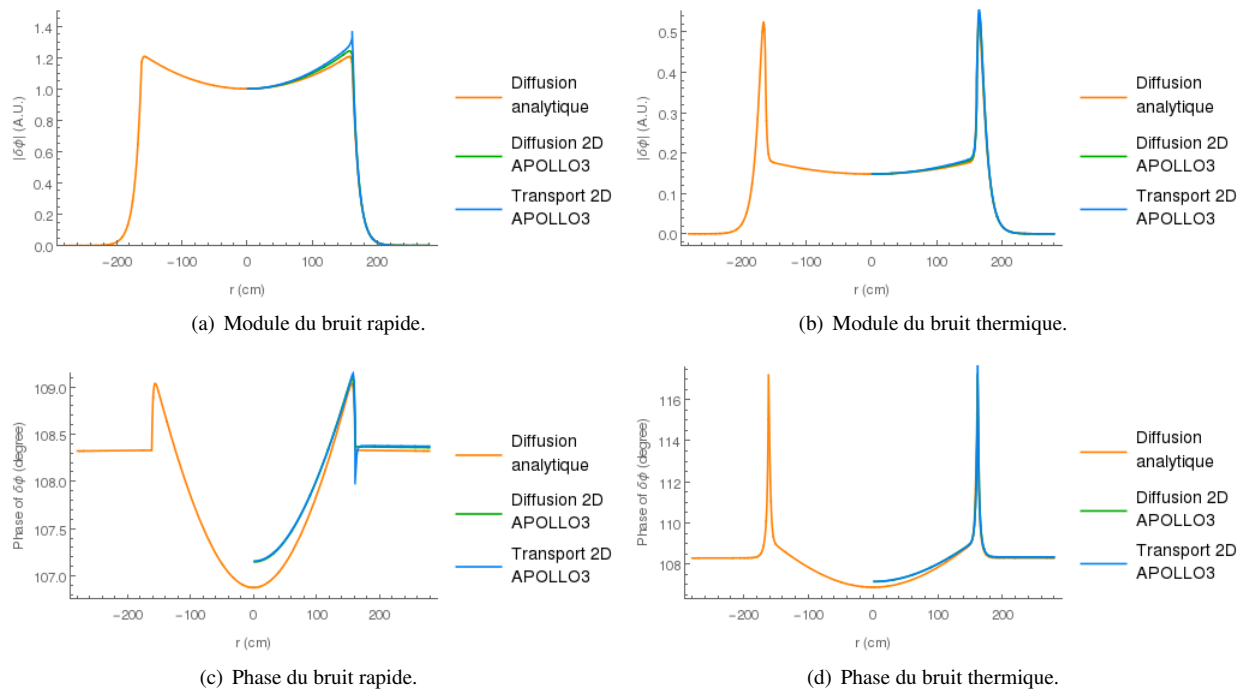 |δϕ| (A.U.)
1.4
1.2
1.0
0.8
0.6
0.4
0.2
0.0
−200 −100 0 100 200
r (cm)
Diffusion
analytique
Diffusion 2D
APOLLO3
Transport 2D
APOLLO3
(a) Module du bruit rapide.
|δϕ| (A.U.)
0.5
0.4
0.3
0.2
0.1
0.0
−200 −100 0 100 200
r (cm)
Diffusion
analytique
Diffusion 2D
APOLLO3
Transport 2D
APOLLO3
(b) Module du bruit thermique.
Phase of δϕ (degree)
109.0
108.5
108.0
107.5
107.0
−200 −100 0 100 200
r (cm)
Diffusion
analytique
Diffusion 2D
APOLLO3
Transport 2D
APOLLO3
(c) Phase du bruit rapide.
Phase of δϕ (degree)
116
114
112
110
108
−200 −100 0 100 200
r (cm)
Diffusion
analytique
Diffusion 2D
APOLLO3
Transport 2D
APOLLO3
(d) Phase du bruit thermique.